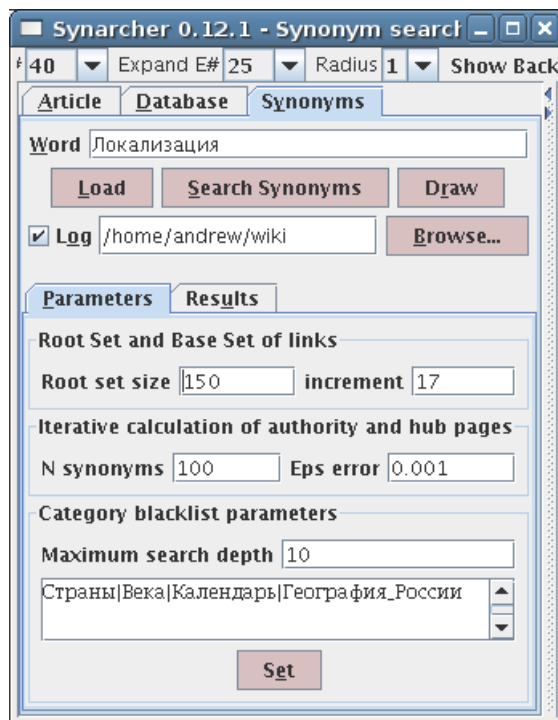 Synarcher 0.12.1 - Synonym search
40 Expand E# 25 Radius 1 Show Back
Article Database Synonyms
Word Локализация
Load Search Synonyms Draw
Log /home/andrew/wiki Browse...
Parameters Results
Root Set and Base Set of links
Root set size 150 increment 17
Iterative calculation of authority and hub pages
N synonyms 100 Eps error 0.001
Category blacklist parameters
Maximum search depth 10
Страны|Века|Календарь|География_России
Set